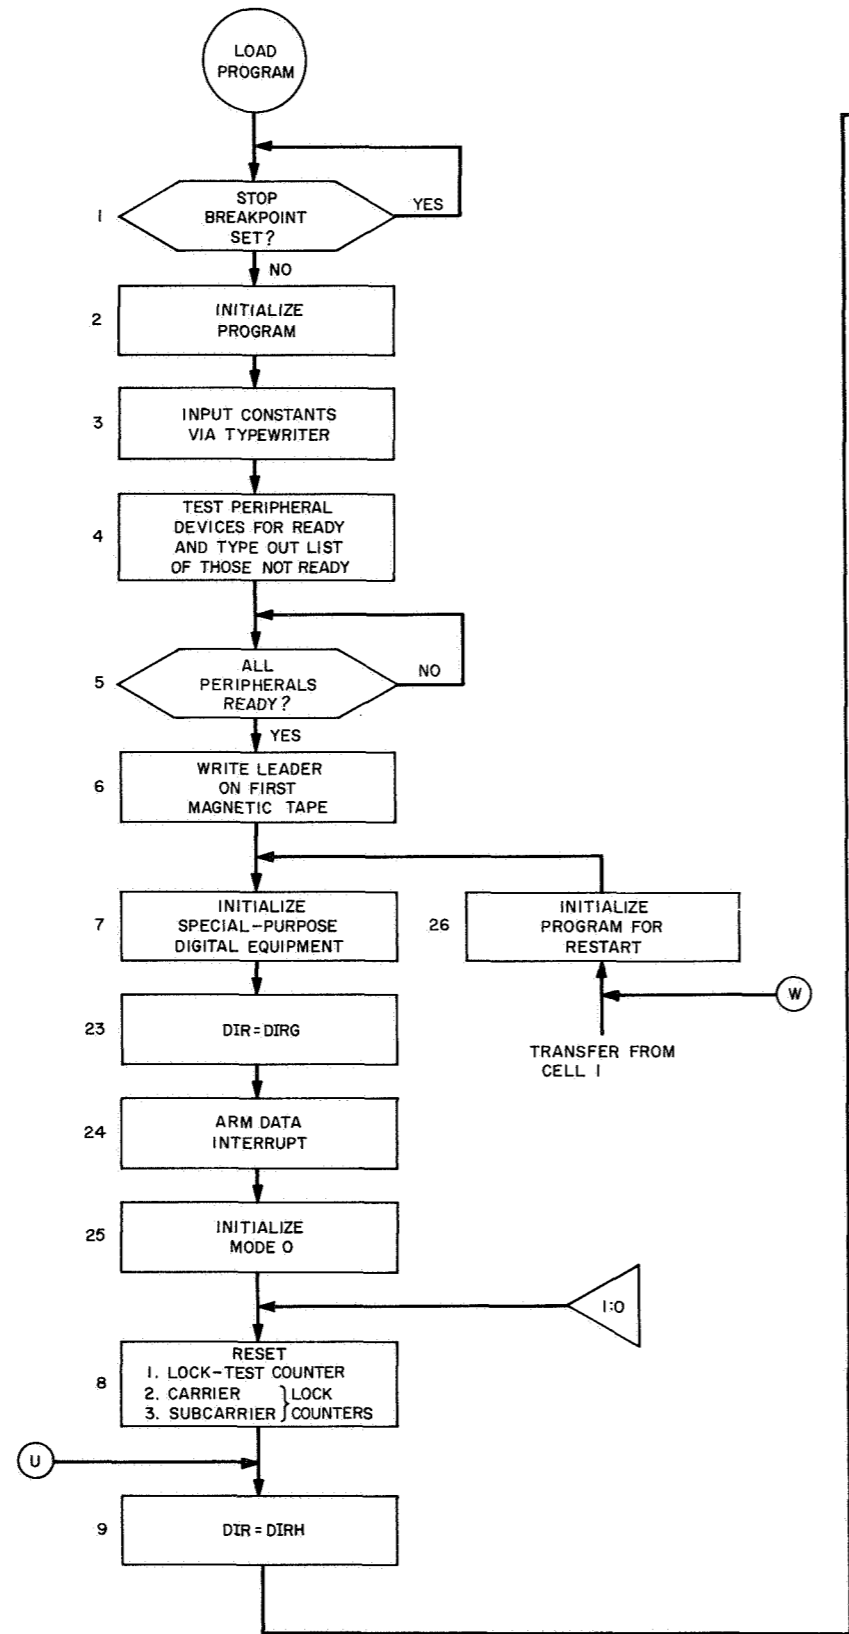 LOAD
PROGRAM
1
STOP
BREAKPOINT
SET?
YES
NO
2
INITIALIZE
PROGRAM
3
INPUT CONSTANTS
VIA TYPEWRITER
4
TEST PERIPHERAL
DEVICES FOR READY
AND TYPE OUT LIST
OF THOSE NOT READY
5
ALL
PERIPHERALS
READY?
NO
YES
6
WRITE LEADER
ON FIRST
MAGNETIC TAPE
7
INITIALIZE
SPECIAL-PURPOSE
DIGITAL EQUIPMENT
26
INITIALIZE
PROGRAM FOR
RESTART
W
TRANSFER FROM
CELL 1
23
DIR=DIRG
24
ARM DATA
INTERRUPT
25
INITIALIZE
MODE 0
1:0
8
RESET
1. LOCK-TEST COUNTER
2. CARRIER } LOCK
3. SUBCARRIER } COUNTERS
U
9
DIR=DIRH